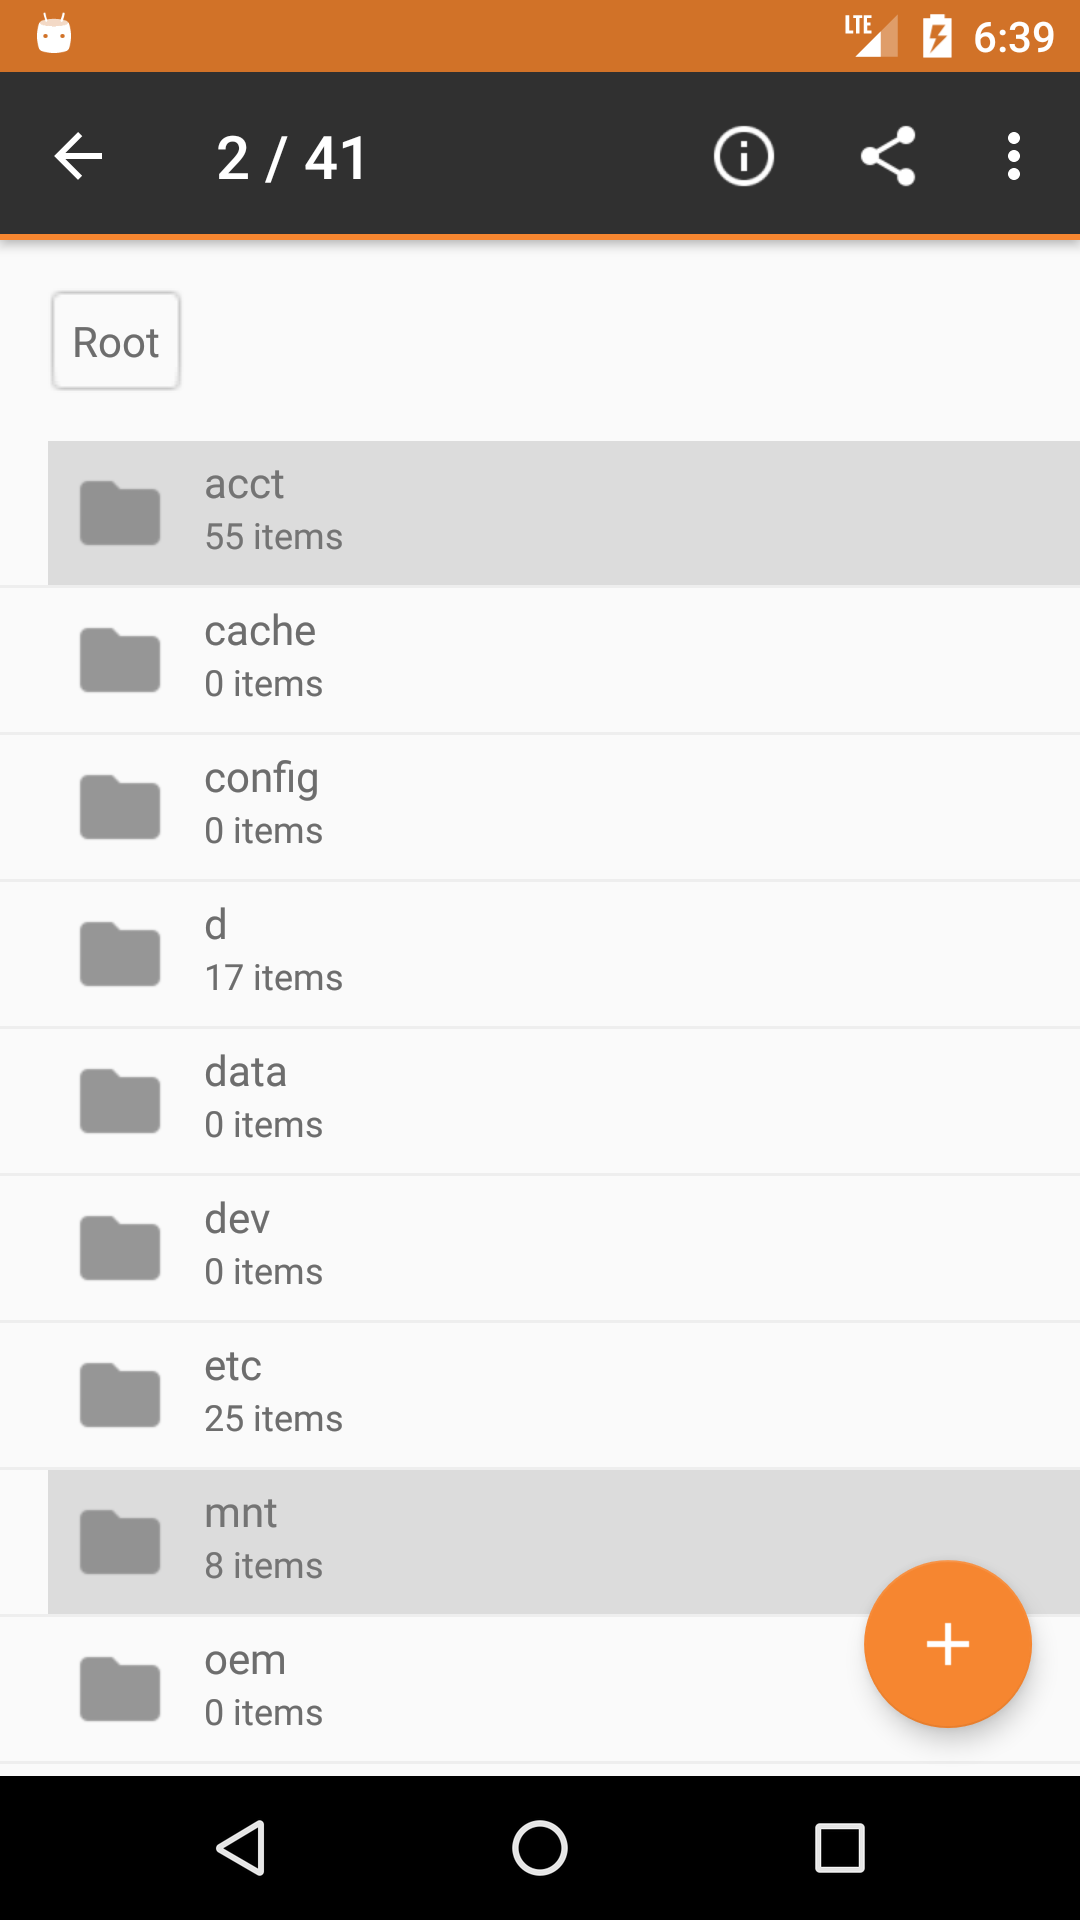 LTE 6:39
2 / 41
Root
acct
55 items
cache
0 items
config
0 items
d
17 items
data
0 items
dev
0 items
etc
25 items
mnt
8 items
oem
0 items